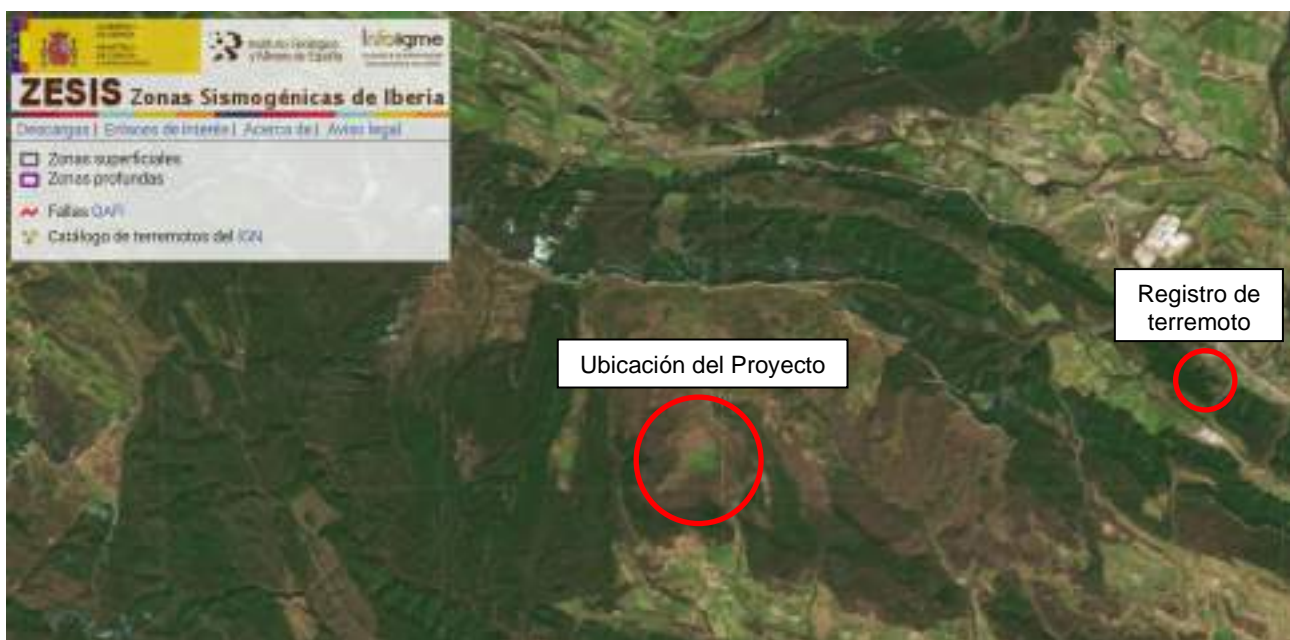 Infoigme
ZESIS Zonas Sismogénicas de Iberia
Descargas | Enlaces de Interés | Acerca de | Aviso legal
Zonas superficiales
Zonas profundas
Fallas QAFI
Catálogo de terremotos del IGN
Registro de
terremoto
Ubicación del Proyecto